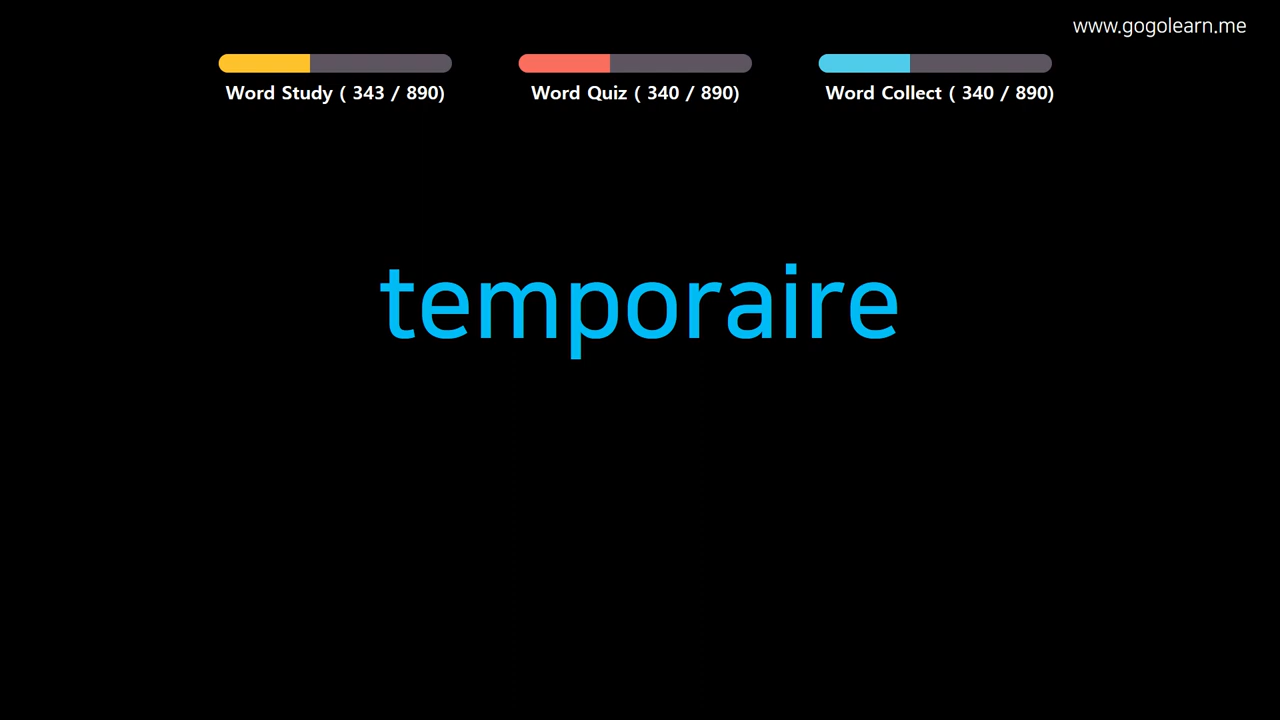 www.gogolearn.me
Word Study ( 343 / 890)
Word Quiz ( 340 / 890)
Word Collect ( 340 / 890)
temporaire